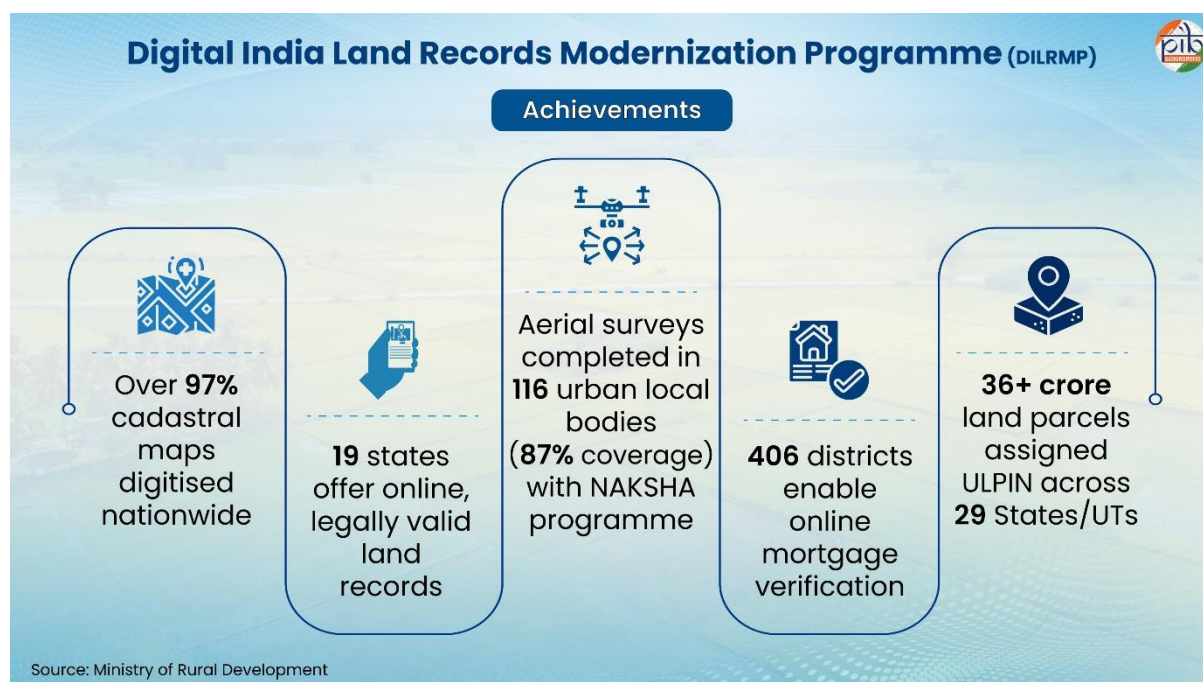 Digital India Land Records Modernization Programme (DILRMP)
pib
BACKGROUNDERS
Achievements
Over 97%
cadastral
maps
digitised
nationwide
19 states
offer online,
legally valid
land
records
Aerial surveys
completed in
116 urban local
bodies
(87% coverage)
with NAKSHA
programme
406 districts
enable
online
mortgage
verification
36+ crore
land parcels
assigned
ULPIN across
29 States/UTs
Source: Ministry of Rural Development